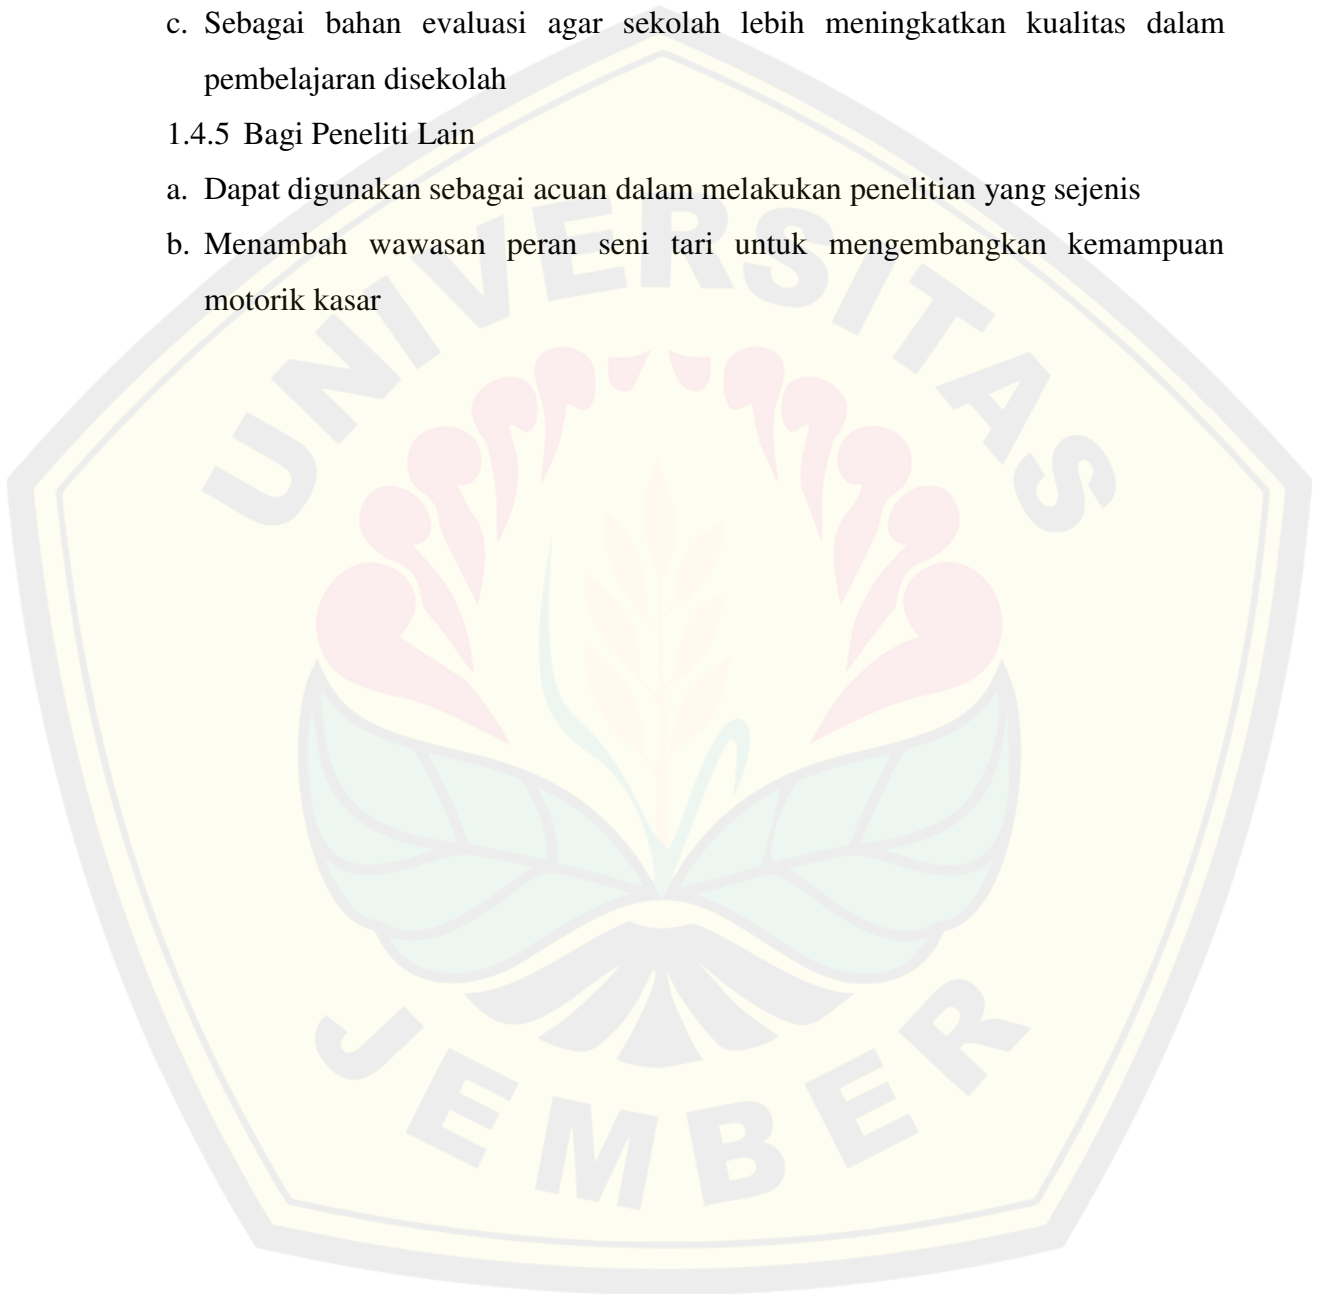 c. Sebagai bahan evaluasi agar sekolah lebih meningkatkan kualitas dalam
pembelajaran disekolah
1.4.5 Bagi Peneliti Lain
a. Dapat digunakan sebagai acuan dalam melakukan penelitian yang sejenis
b. Menambah wawasan peran seni tari untuk mengembangkan kemampuan
motorik kasar
UNIVERSITAS
JEMBER